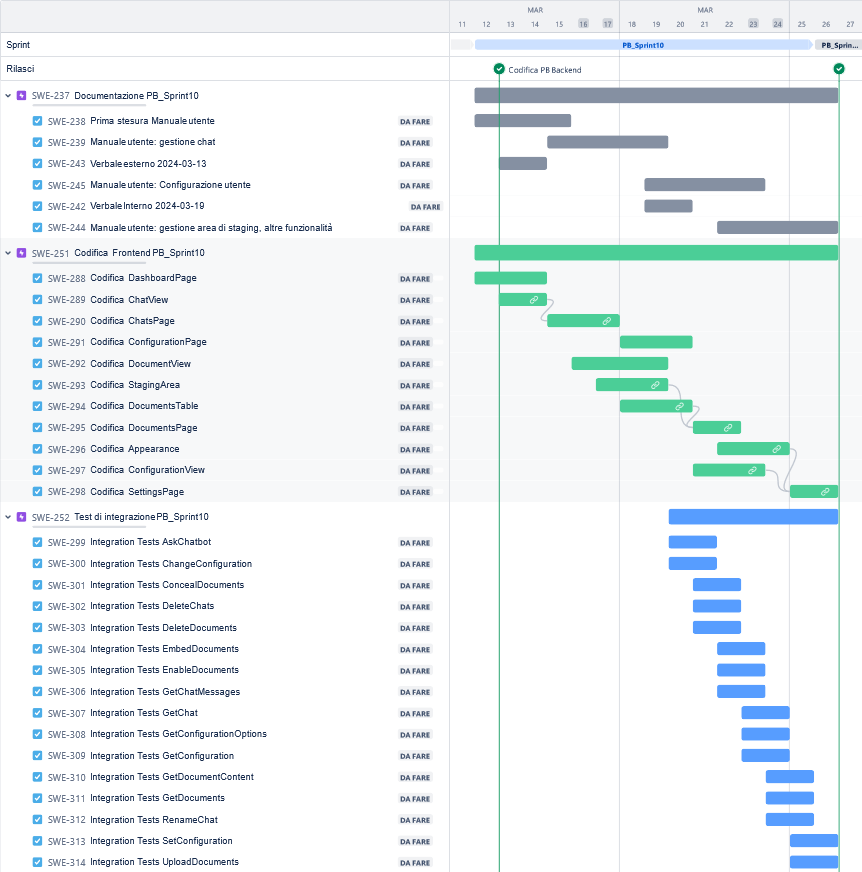 MAR MAR
11 12 13 14 15 16 17 18 19 20 21 22 23 24 25 26 27
Sprint PB_Sprint10 PB_Sprin...
Rilasci Codifica PB Backend
SWE-237 Documentazione PB_Sprint10
SWE-238 Prima stesura Manuale utente DA FARE
SWE-239 Manuale utente: gestione chat DA FARE
SWE-243 Verbale esterno 2024-03-13 DA FARE
SWE-245 Manuale utente: Configurazione utente DA FARE
SWE-242 Verbale Interno 2024-03-19 DA FARE
SWE-244 Manuale utente: gestione area di staging, altre funzionalità DA FARE
SWE-251 Codifica Frontend PB_Sprint10
SWE-288 Codifica DashboardPage DA FARE
SWE-289 Codifica ChatView DA FARE
SWE-290 Codifica ChatsPage DA FARE
SWE-291 Codifica ConfigurationPage DA FARE
SWE-292 Codifica DocumentView DA FARE
SWE-293 Codifica StagingArea DA FARE
SWE-294 Codifica DocumentsTable DA FARE
SWE-295 Codifica DocumentsPage DA FARE
SWE-296 Codifica Appearance DA FARE
SWE-297 Codifica ConfigurationView DA FARE
SWE-298 Codifica SettingsPage DA FARE
SWE-252 Test di integrazione PB_Sprint10
SWE-299 Integration Tests AskChatbot DA FARE
SWE-300 Integration Tests ChangeConfiguration DA FARE
SWE-301 Integration Tests ConcealDocuments DA FARE
SWE-302 Integration Tests DeleteChats DA FARE
SWE-303 Integration Tests DeleteDocuments DA FARE
SWE-304 Integration Tests EmbedDocuments DA FARE
SWE-305 Integration Tests EnableDocuments DA FARE
SWE-306 Integration Tests GetChatMessages DA FARE
SWE-307 Integration Tests GetChat DA FARE
SWE-308 Integration Tests GetConfigurationOptions DA FARE
SWE-309 Integration Tests GetConfiguration DA FARE
SWE-310 Integration Tests GetDocumentContent DA FARE
SWE-311 Integration Tests GetDocuments DA FARE
SWE-312 Integration Tests RenameChat DA FARE
SWE-313 Integration Tests SetConfiguration DA FARE
SWE-314 Integration Tests UploadDocuments DA FARE